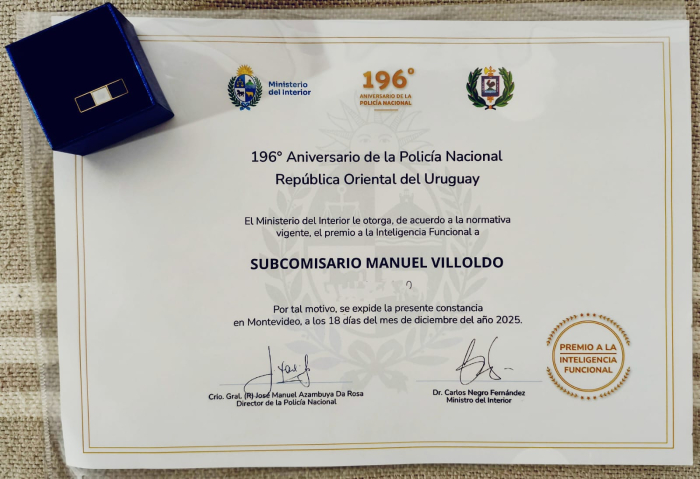 Ministerio
del Interior
196°
ANIVERSARIO DE LA
POLICÍA NACIONAL
196° Aniversario de la Policía Nacional
República Oriental del Uruguay
El Ministerio del Interior le otorga, de acuerdo a la normativa
vigente, el premio a la Inteligencia Funcional a
SUBCOMISARIO MANUEL VILLOLDO
Por tal motivo, se expide la presente constancia
en Montevideo, a los 18 días del mes de diciembre del año 2025.
PREMIO A LA
INTELIGENCIA
FUNCIONAL
Crio. Gral. (R) José Manuel Azambuya Da Rosa
Director de la Policía Nacional
Dr. Carlos Negro Fernández
Ministro del Interior